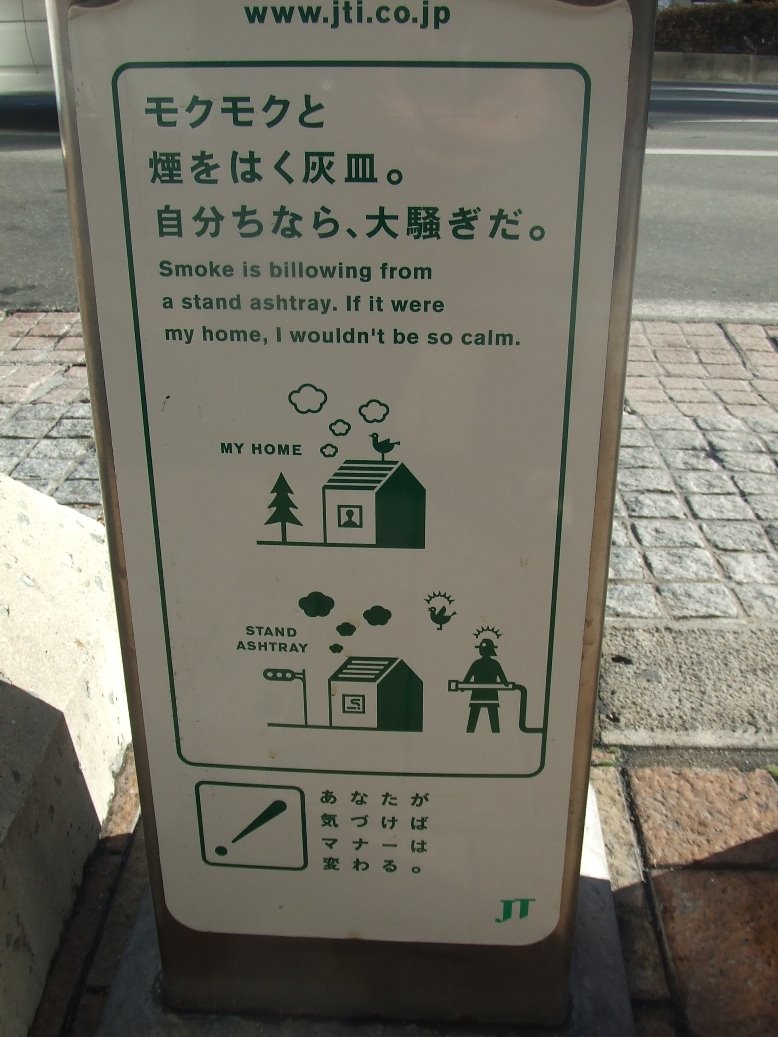 www.jti.co.jp
モクモクと
煙をはく灰皿。
自分ちなら、大騒ぎだ。
Smoke is billowing from
a stand ashtray. If it were
my home, I wouldn't be so calm.
MY HOME
STAND
ASHTRAY
S
あなたが
気づけば
マナーは
変わる。
JT